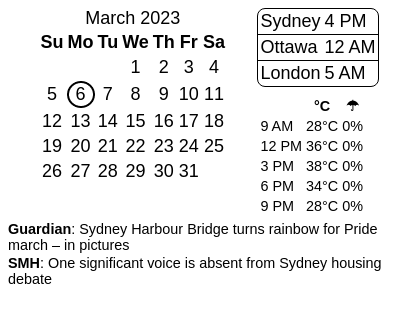 March 2023
Su Mo Tu We Th Fr Sa
1 2 3 4
5 6 7 8 9 10 11
12 13 14 15 16 17 18
19 20 21 22 23 24 25
26 27 28 29 30 31
Sydney 4 PM
Ottawa 12 AM
London 5 AM
°C ☂
9 AM 28°C 0%
12 PM 36°C 0%
3 PM 38°C 0%
6 PM 34°C 0%
9 PM 28°C 0%
Guardian: Sydney Harbour Bridge turns rainbow for Pride
march – in pictures
SMH: One significant voice is absent from Sydney housing
debate